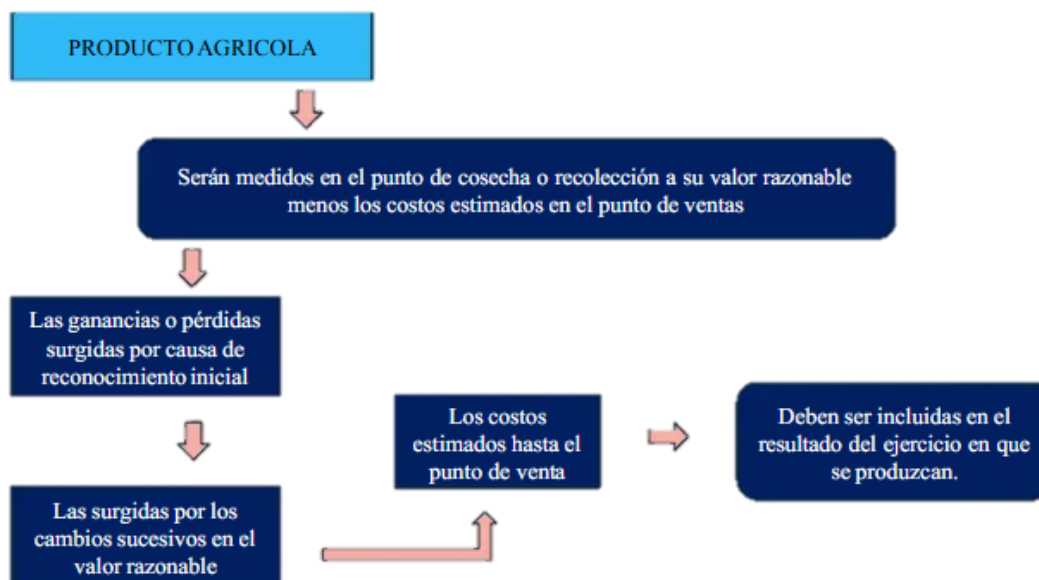 PRODUCTO AGRICOLA
Serán medidos en el punto de cosecha o recolección a su valor razonable
menos los costos estimados en el punto de ventas
Las ganancias o pérdidas
surgidas por causa de
reconocimiento inicial
Las surgidas por los
cambios sucesivos en el
valor razonable
Los costos
estimados hasta el
punto de venta
Deben ser incluidas en el
resultado del ejercicio en que
se produzcan.